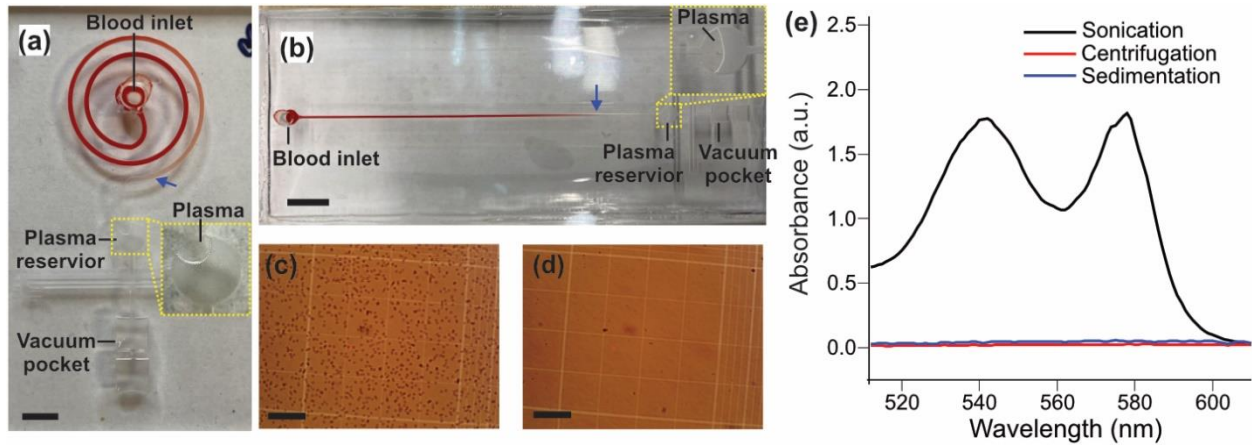 (a)
Blood inlet
Plasma
Plasma
reservior
Vacuum
pocket
(b)
Plasma
Blood inlet
Plasma
reservior
Vacuum
pocket
(c)
(d)
(e)
Absorbance (a.u.)
2.5
2.0
1.5
1.0
0.5
0.0
Sonication
Centrifugation
Sedimentation
520
540
560
580
600
Wavelength (nm)